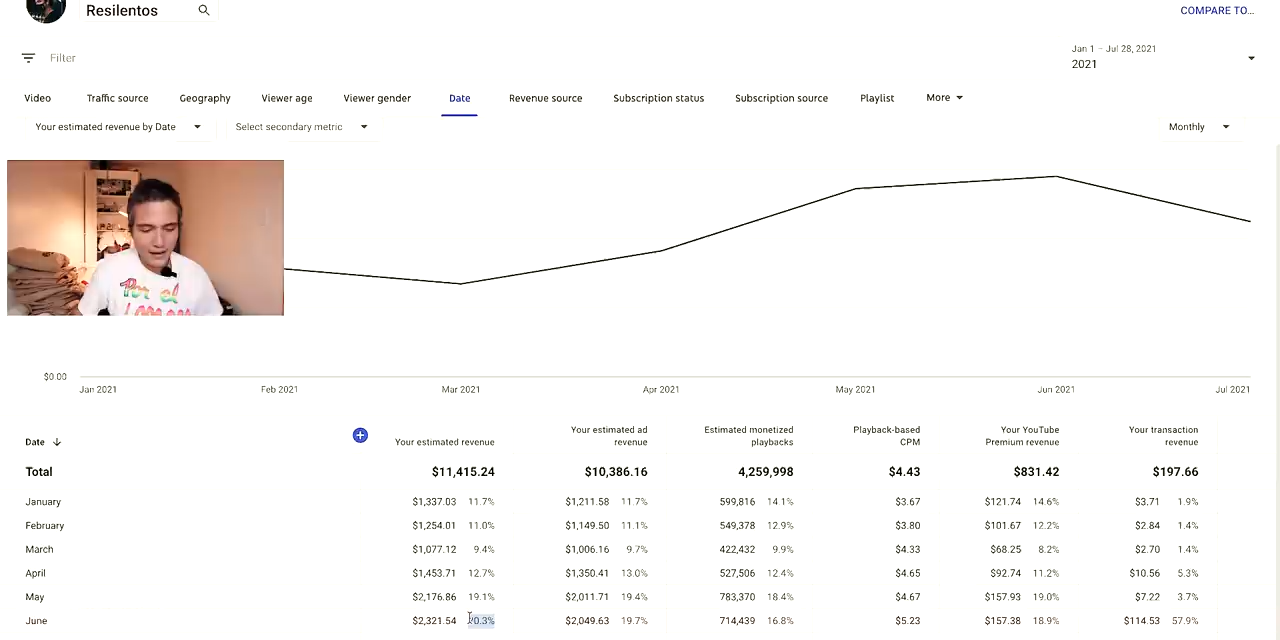 Resilentos
COMPARE TO...
Filter
Jan 1 – Jul 28, 2021
2021
Video Traffic source Geography Viewer age Viewer gender Date Revenue source Subscription status Subscription source Playlist More
Your estimated revenue by Date Select secondary metric Monthly
Por el
$0.00
Jan 2021 Feb 2021 Mar 2021 Apr 2021 May 2021 Jun 2021 Jul 2021
Date Your estimated revenue Your estimated ad revenue Estimated monetized playbacks Playback-based CPM Your YouTube Premium revenue Your transaction revenue
Total $11,415.24 $10,386.16 4,259,998 $4.43 $831.42 $197.66
January $1,337.03 11.7% $1,211.58 11.7% 599,816 14.1% $3.67 $121.74 14.6% $3.71 1.9%
February $1,254.01 11.0% $1,149.50 11.1% 549,378 12.9% $3.80 $101.67 12.2% $2.84 1.4%
March $1,077.12 9.4% $1,006.16 9.7% 422,432 9.9% $4.33 $68.25 8.2% $2.70 1.4%
April $1,453.71 12.7% $1,350.41 13.0% 527,506 12.4% $4.65 $92.74 11.2% $10.56 5.3%
May $2,176.86 19.1% $2,011.71 19.4% 783,370 18.4% $4.67 $157.93 19.0% $7.22 3.7%
June $2,321.54 20.3% $2,049.63 19.7% 714,439 16.8% $5.23 $157.38 18.9% $114.53 57.9%